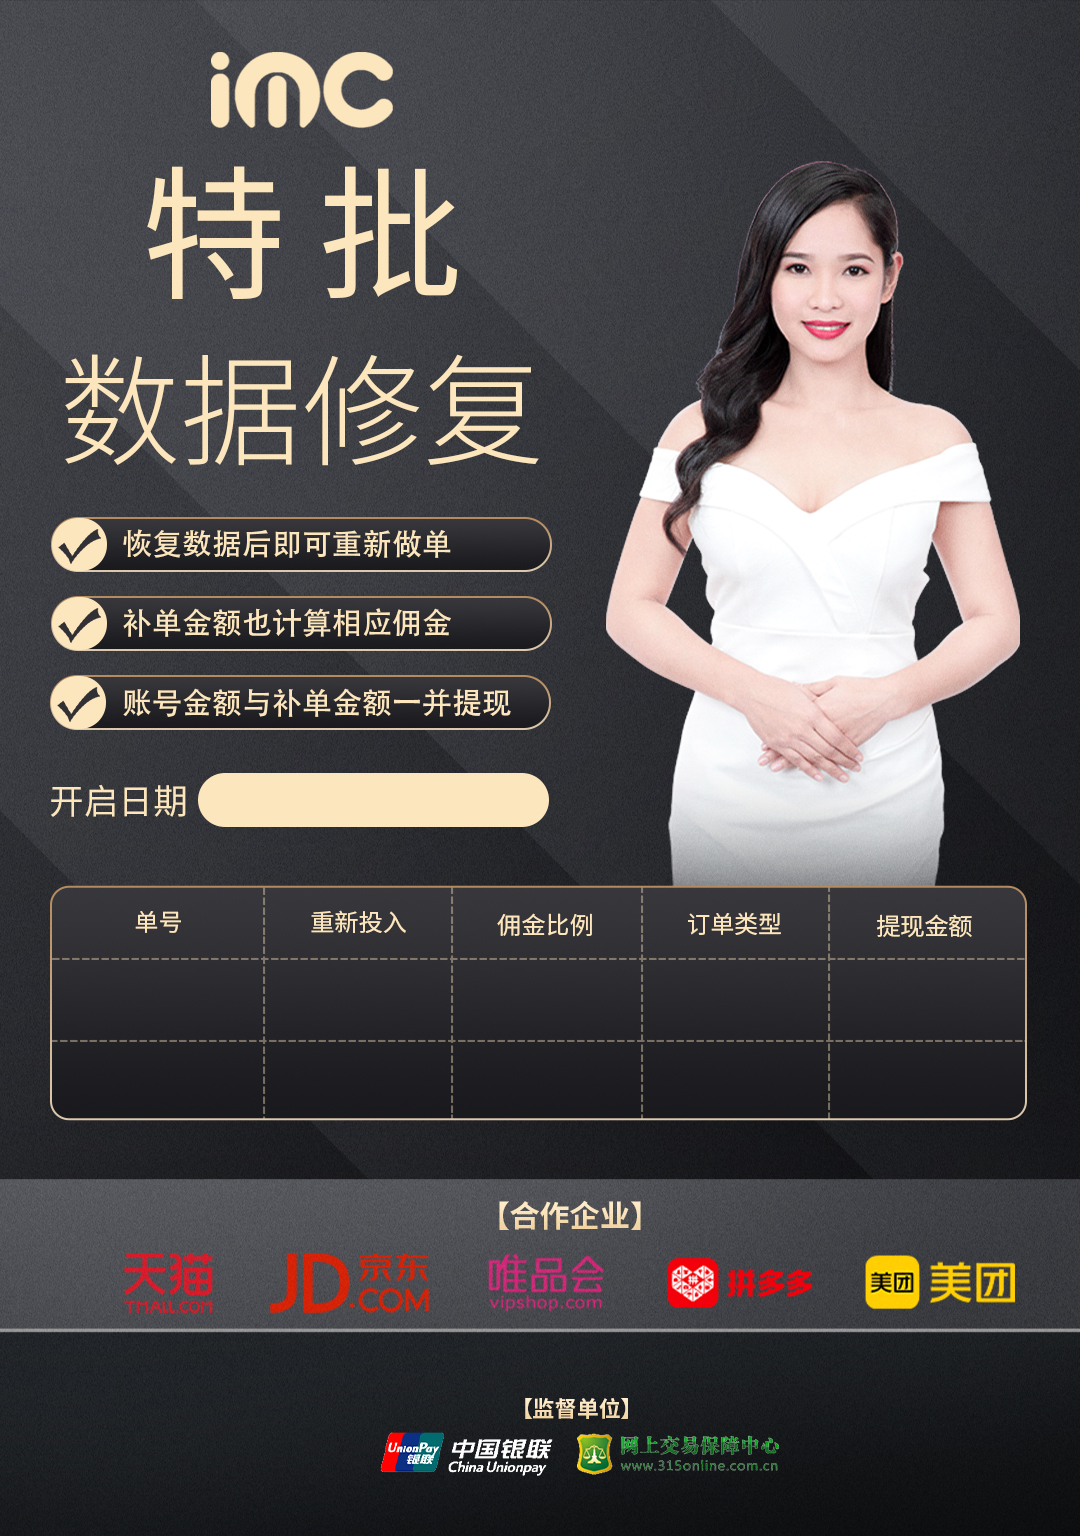 imc
特批
数据修复
恢复数据后即可重新做单
补单金额也计算相应佣金
账号金额与补单金额一并提现
开启日期
单号 重新投入 佣金比例 订单类型 提现金额
【合作企业】
天猫 JD 京东 唯品会 拼 拼多多 美团 美团
TMALL.COM .COM vipshop.com
【监督单位】
UnionPay 银联 中国银联 网上交易保障中心
China Unionpay www.315online.com.cn